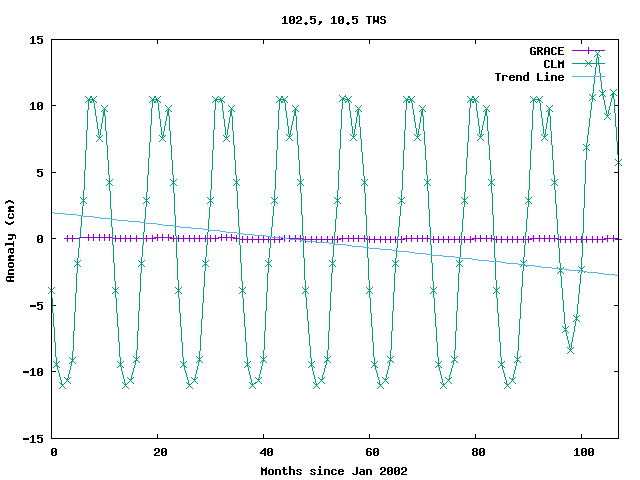 102.5, 10.5 TWS
GRACE
CLM
Trend Line
15
10
5
0
-5
-10
-15
Anomaly (cm)
0 20 40 60 80 100
Months since Jan 2002